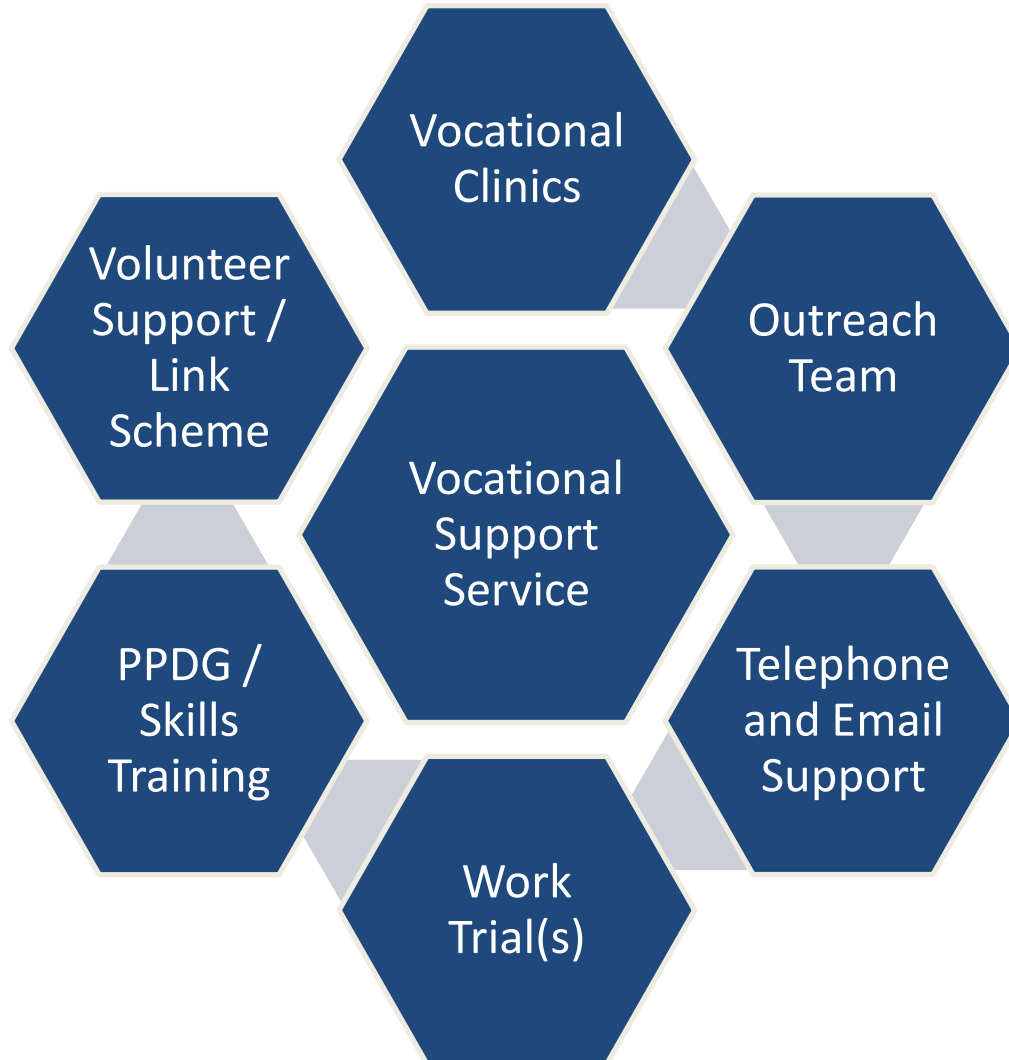 Vocational
Clinics
Outreach
Team
Telephone
and Email
Support
Work
Trial(s)
PPDG /
Skills
Training
Volunteer
Support /
Link
Scheme
Vocational
Support
Service